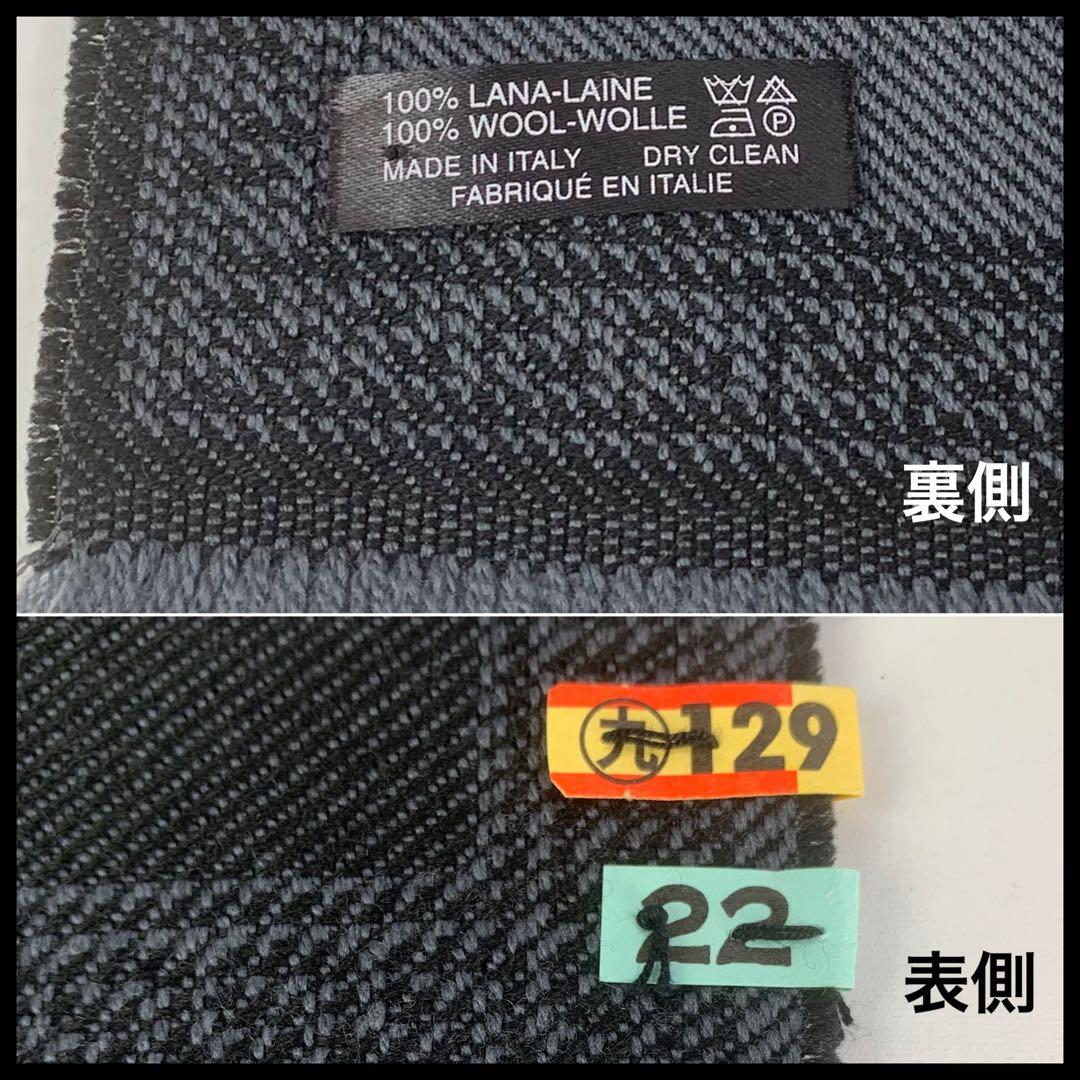 100% LANA-LAINE
100% WOOL-WOLLE
MADE IN ITALY DRY CLEAN
FABRIQUÉ EN ITALIE
P
裏側
九 129
22
表側